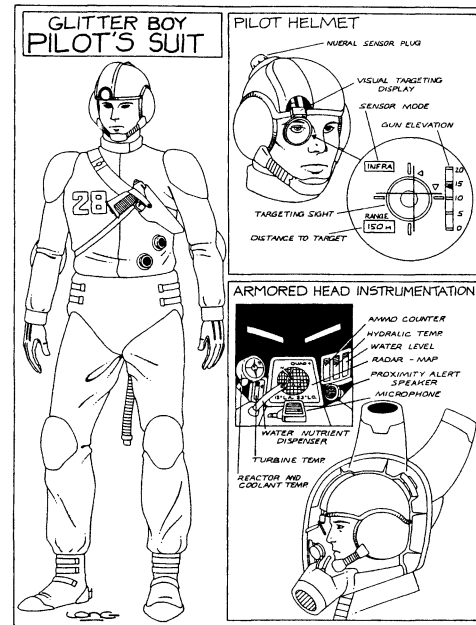 GLITTER BOY
PILOT'S SUIT
28
LONG
PILOT HELMET
NUERAL SENSOR PLUG
VISUAL TARGETING
DISPLAY
SENSOR MODE
GUN ELEVATION
INFRA
20
15
10
5
0
TARGETING SIGHT
RANGE
150 M
DISTANCE TO TARGET
ARMORED HEAD INSTRUMENTATION
AMMO COUNTER
HYDRALIC TEMP.
WATER LEVEL
RADAR - MAP
PROXIMITY ALERT
SPEAKER
MICROPHONE
QUAD 4
WATER NUTRIENT
DISPENSER
TURBINE TEMP.
REACTOR AND
COOLANT TEMP.